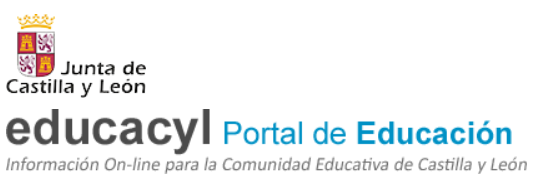 Junta de
Castilla y León
educacyl Portal de Educación
Información On-line para la Comunidad Educativa de Castilla y León